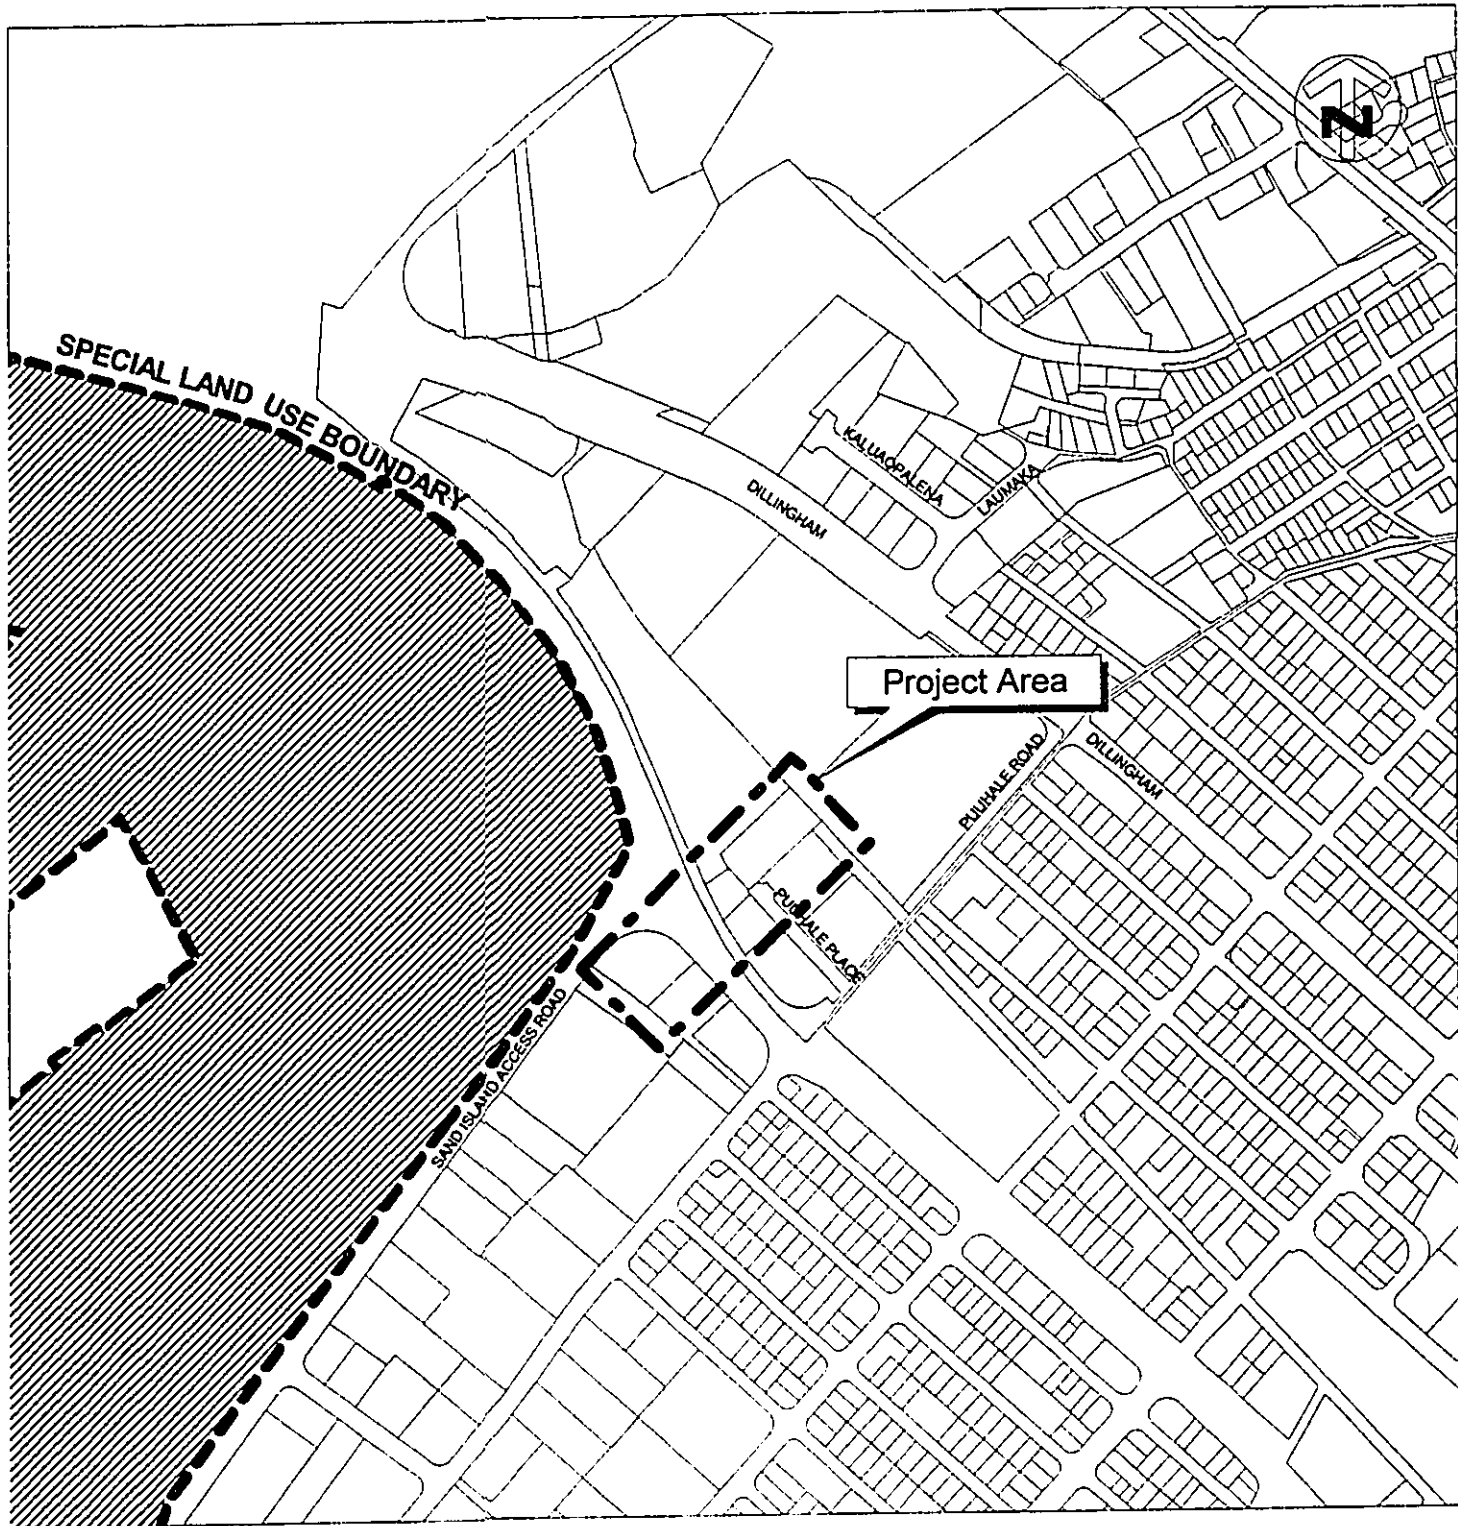 N
SPECIAL LAND USE BOUNDARY
KALUAOPALENA
LAUMAKA
DILLINGHAM
Project Area
PUUHALE ROAD
DILLINGHAM
PUUHALE PLACE
SAND ISLAND ACCESS ROAD